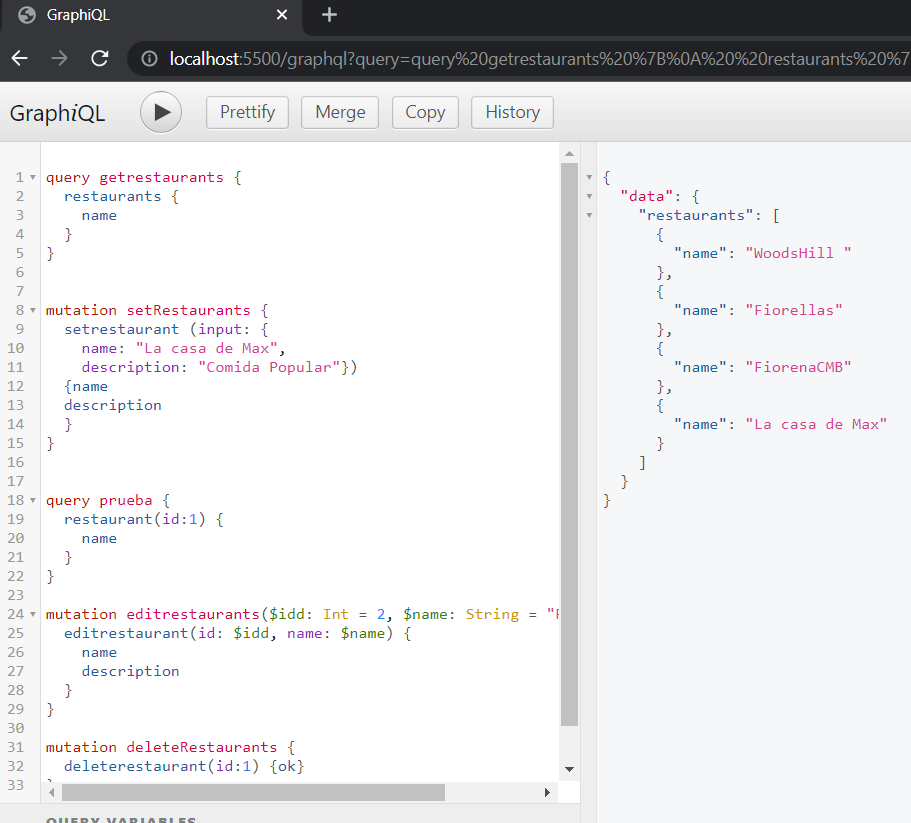 GraphiQL
localhost:5500/graphql?query=query%20getrestaurants%20%7B%0A%20%20restaurants%20%7
GraphiQL
Prettify
Merge
Copy
History
1 query getrestaurants {
2 restaurants {
3 name
4 }
5 }
6
7
8 mutation setRestaurants {
9 setrestaurant (input: {
10 name: "La casa de Max",
11 description: "Comida Popular"})
12 {name
13 description
14 }
15 }
16
17
18 query prueba {
19 restaurant(id:1) {
20 name
21 }
22 }
23
24 mutation editrestaurants($idd: Int = 2, $name: String = "
25 editrestaurant(id: $idd, name: $name) {
26 name
27 description
28 }
29 }
30
31 mutation deleteRestaurants {
32 deleterestaurant(id:1) {ok}
33 }
QUERY VARIABLES
{
"data": {
"restaurants": [
{
"name": "WoodsHill "
},
{
"name": "Fiorellas"
},
{
"name": "FiorenaCMB"
},
{
"name": "La casa de Max"
}
]
}
}